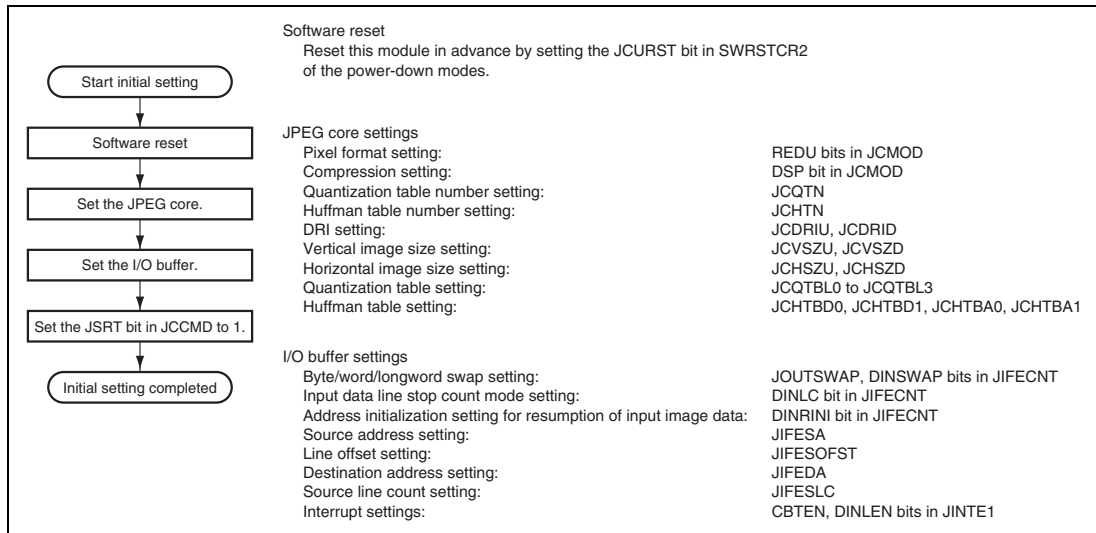 Start initial setting
Software reset
Set the JPEG core.
Set the I/O buffer.
Set the JSRT bit in JCCMD to 1.
Initial setting completed
Software reset
Reset this module in advance by setting the JCURST bit in SWRSTCR2
of the power-down modes.
JPEG core settings
Pixel format setting: REDU bits in JCMOD
Compression setting: DSP bit in JCMOD
Quantization table number setting: JCQTN
Huffman table number setting: JCHTN
DRI setting: JCDRIU, JCDRID
Vertical image size setting: JCVSZU, JCVSZD
Horizontal image size setting: JCHSZU, JCHSZD
Quantization table setting: JCQTBL0 to JCQTBL3
Huffman table setting: JCHTBD0, JCHTBD1, JCHTBA0, JCHTBA1
I/O buffer settings
Byte/word/longword swap setting: JOUTSWAP, DINSWAP bits in JIFECNT
Input data line stop count mode setting: DINLC bit in JIFECNT
Address initialization setting for resumption of input image data: DINRINI bit in JIFECNT
Source address setting: JIFESA
Line offset setting: JIFESOFST
Destination address setting: JIFEDA
Source line count setting: JIFESLC
Interrupt settings: CBTEN, DINLEN bits in JINTE1